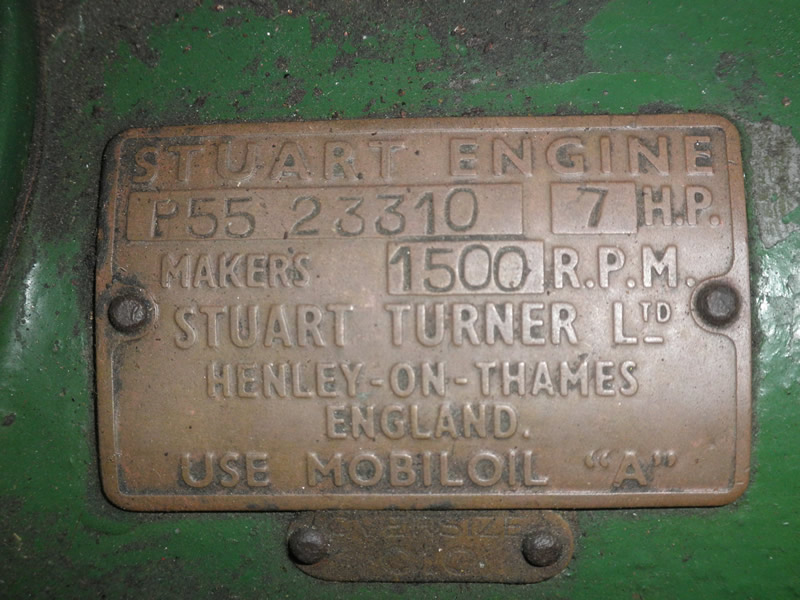 STUART ENGINE
P55 23310 7 H.P.
MAKERS 1500 R.P.M.
STUART TURNER LTD
HENLEY-ON-THAMES
ENGLAND.
USE MOBILOIL "A"